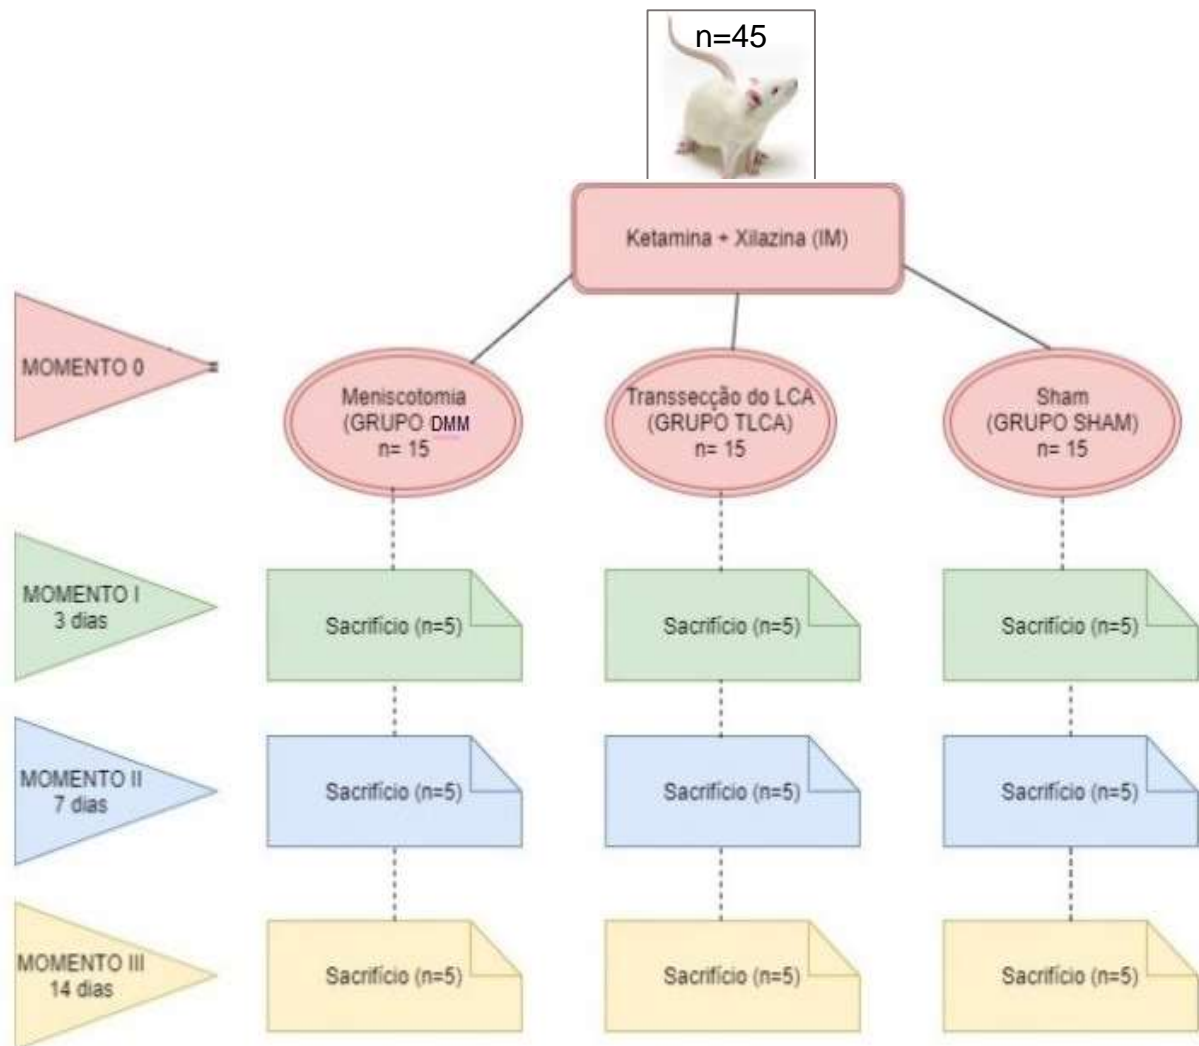 n=45
Ketamina + Xilazina (IM)
MOMENTO 0
Meniscotomia
(GRUPO DMM
n= 15
Transsecção do LCA
(GRUPO TLCA)
n= 15
Sham
(GRUPO SHAM)
n= 15
MOMENTO I
3 dias
Sacrifício (n=5)
Sacrifício (n=5)
Sacrifício (n=5)
MOMENTO II
7 dias
Sacrifício (n=5)
Sacrifício (n=5)
Sacrifício (n=5)
MOMENTO III
14 dias
Sacrifício (n=5)
Sacrifício (n=5)
Sacrifício (n=5)